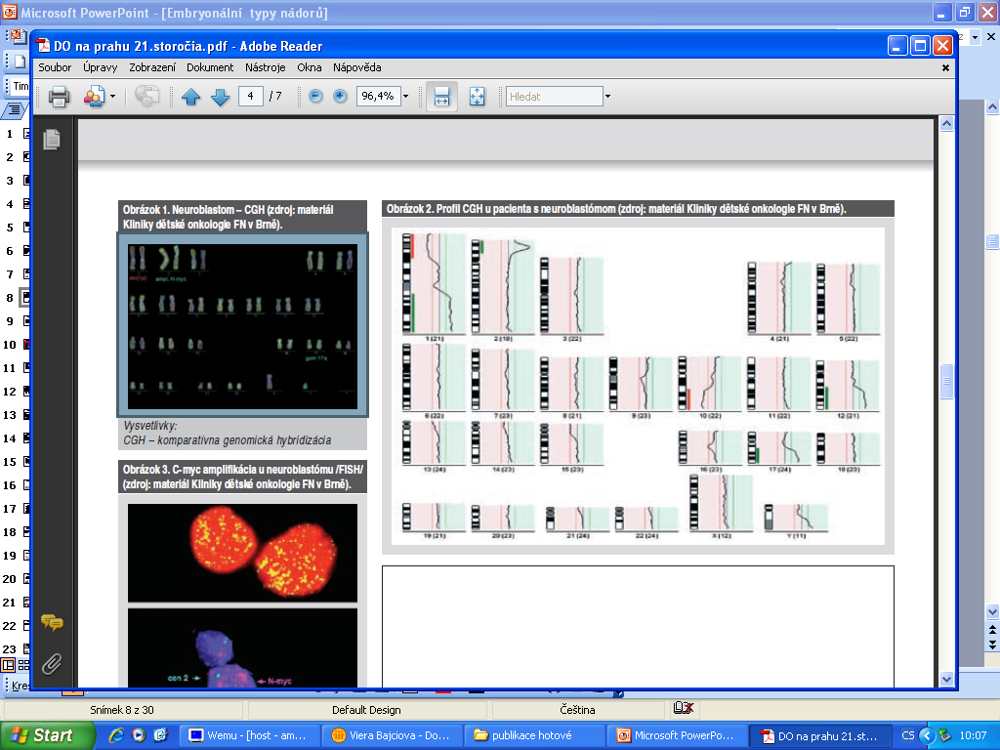 Microsoft PowerPoint - [Embryonální typy nádorů]
DO na prahu 21.storočia.pdf - Adobe Reader
Soubor Úpravy Zobrazení Dokument Nástroje Okna Nápověda
4 / 7 96,4% Hledat
Tim
1
2
3
4
5
6
7
8
9
10
11
12
13
14
15
16
17
18
19
20
21
22
23
Obrázok 1. Neuroblastom – CGH (zdroj: materiál
Kliniky dětské onkologie FN v Brně).
ampl. N-myc
gain 17q
Vysvetlivky:
CGH – komparatívna genomická hybridizácia
Obrázok 3. C-myc amplifikácia u neuroblastómu /FISH/
(zdroj: materiál Kliniky dětské onkologie FN v Brně).
cen 2
N-myc
Obrázok 2. Profil CGH u pacienta s neuroblastómom (zdroj: materiál Kliniky dětské onkologie FN v Brně).
1 (21) 2 (19) 3 (22) 4 (21) 5 (22)
6 (22) 7 (23) 8 (21) 9 (23) 10 (22) 11 (22) 12 (21)
13 (24) 14 (23) 15 (23) 16 (23) 17 (24) 18 (23)
19 (21) 20 (23) 21 (24) 22 (24) X (12) Y (11)
Kres
Snímek 8 z 30 Default Design Čeština
Start Wemu - [host - am... Viera Bajciova - Do... publikace hotové Microsoft PowerPo... DO na prahu 21.st... CS 10:07